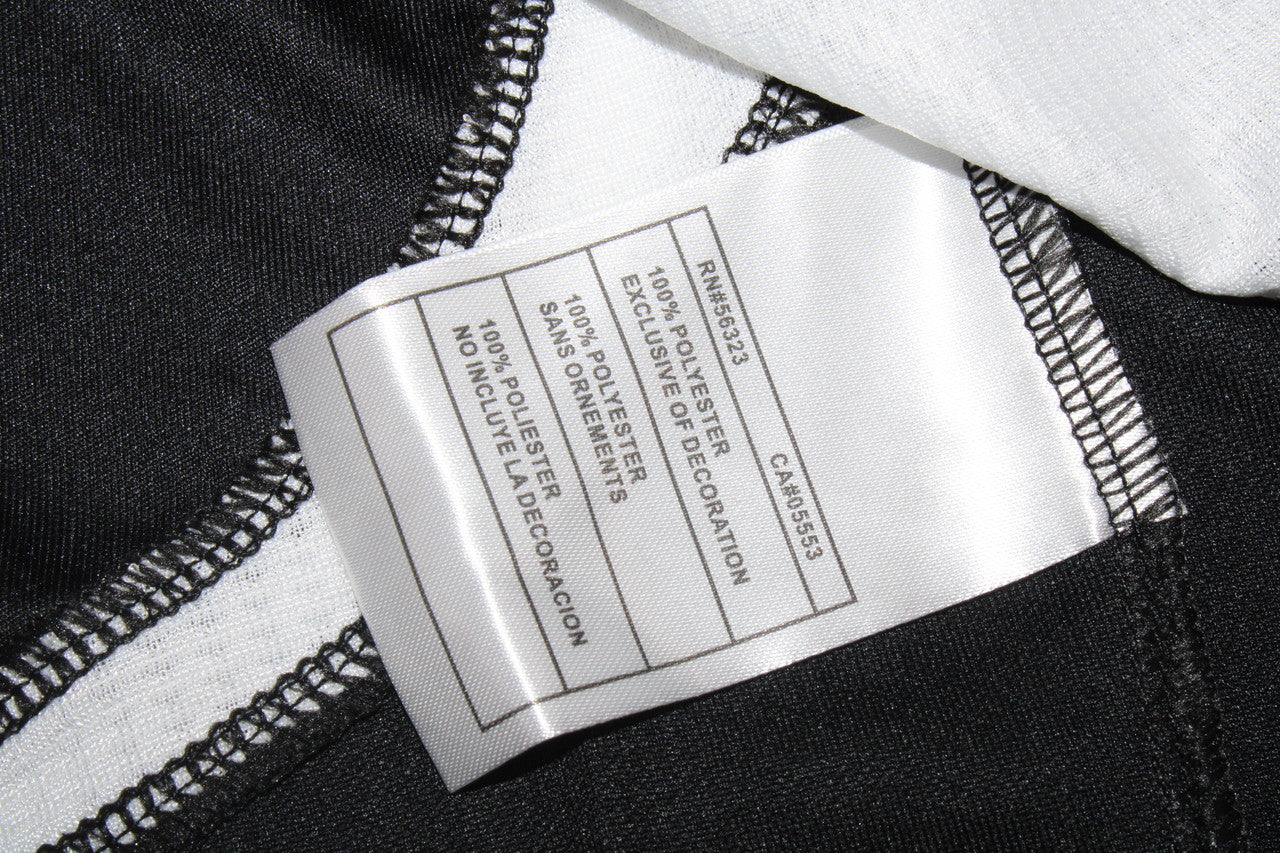 RN#56323 CA#05553
100% POLYESTER
EXCLUSIVE OF DECORATION
100% POLYESTER
SANS ORNEMENTS
100% POLIESTER
NO INCLUYE LA DECORACION